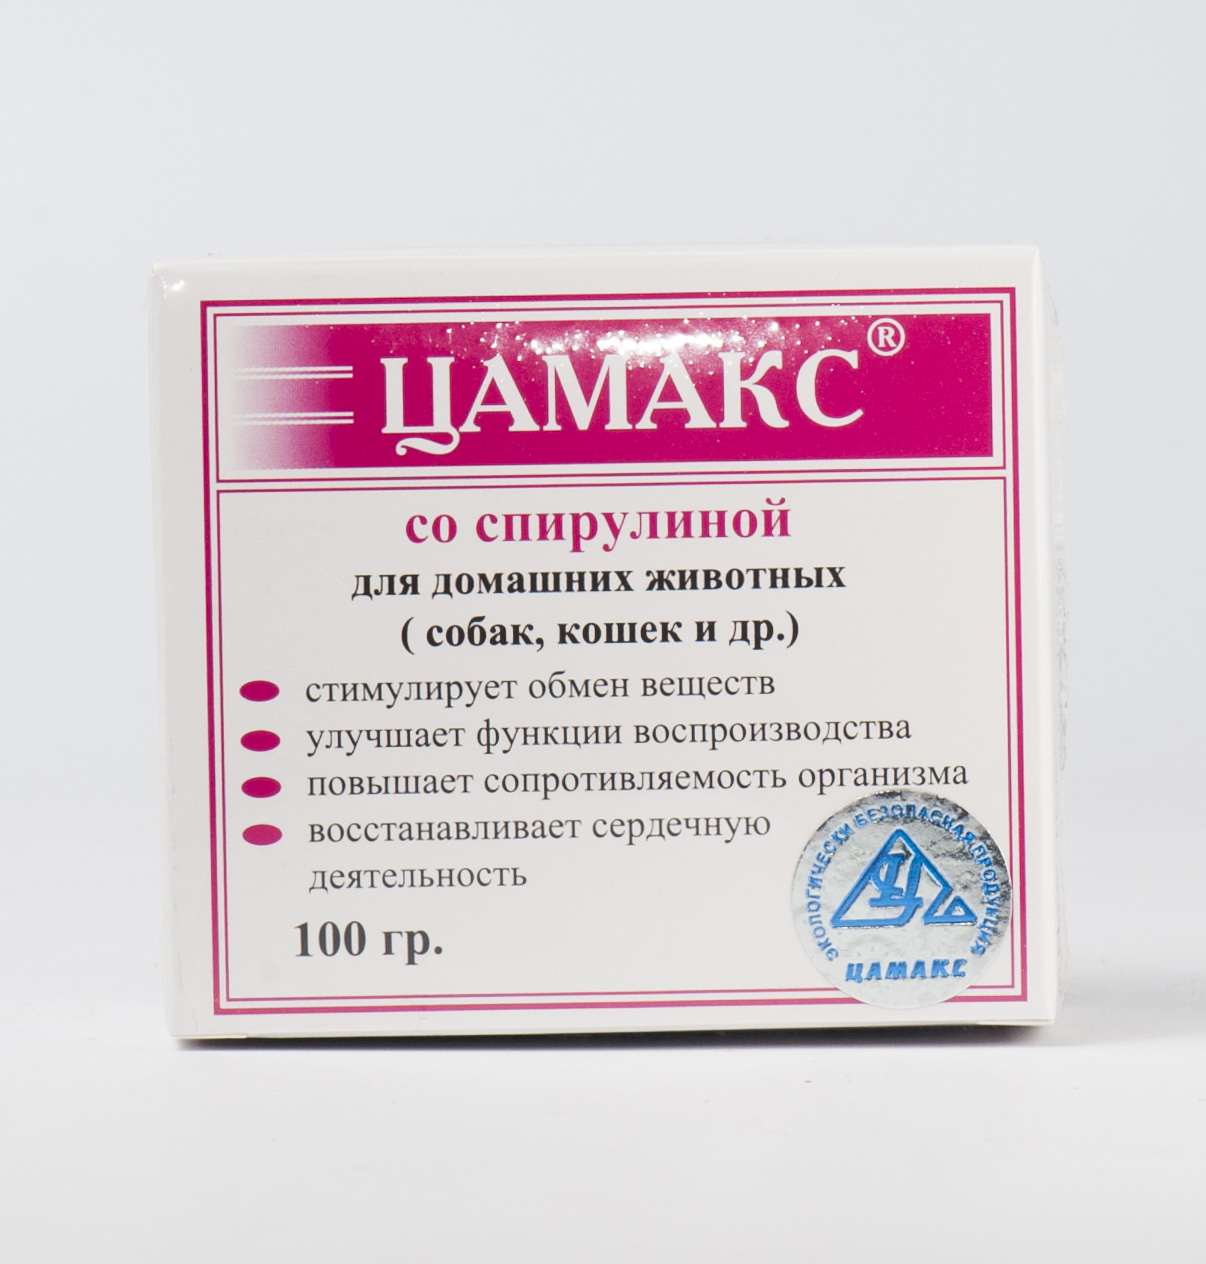 ЦАМАКС®
со спирулиной
для домашних животных
( собак, кошек и др.)
стимулирует обмен веществ
улучшает функции воспроизводства
повышает сопротивляемость организма
восстанавливает сердечную
деятельность
100 гр.
ЭКОЛОГИЧЕСКИ БЕЗОПАСНАЯ ПРОДУКЦИЯ
ЦАМАКС